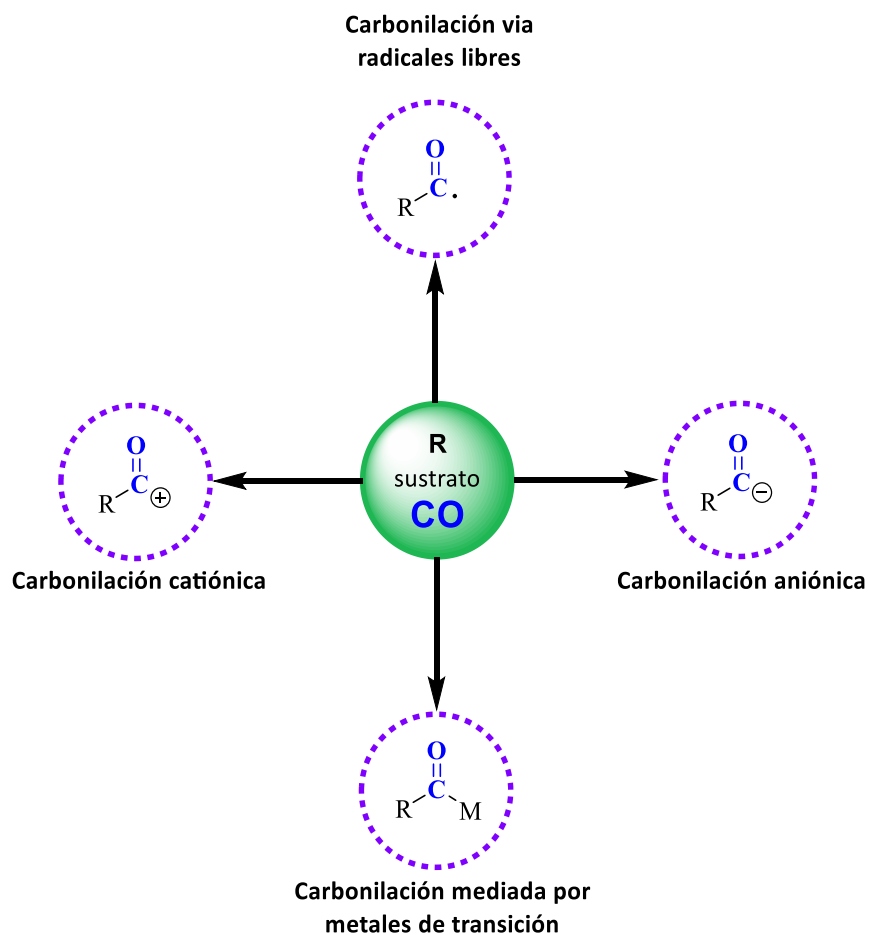 Carbonilación via
radicales libres
O
C
R
.
R
sustrato
CO
O
C
R
+
Carbonilación catiónica
O
C
R
−
Carbonilación aniónica
O
C
R
M
Carbonilación mediada por
metales de transición